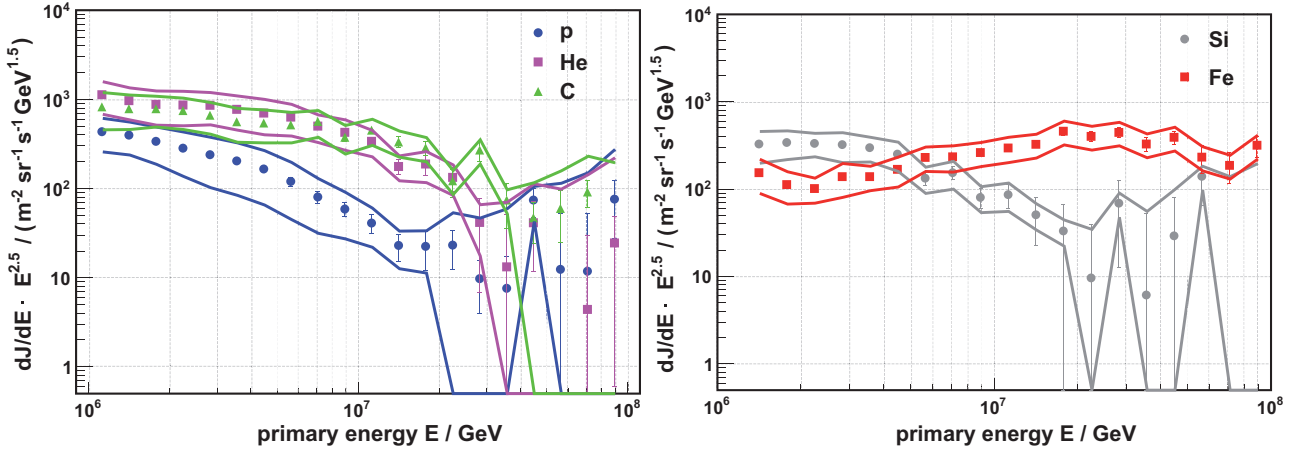 dJ/dE · E^2.5 / (m^-2 sr^-1 s^-1 GeV^1.5)
10^4
10^3
10^2
10
1
p
He
C
10^6
10^7
10^8
primary energy E / GeV
dJ/dE · E^2.5 / (m^-2 sr^-1 s^-1 GeV^1.5)
10^4
10^3
10^2
10
1
Si
Fe
10^6
10^7
10^8
primary energy E / GeV